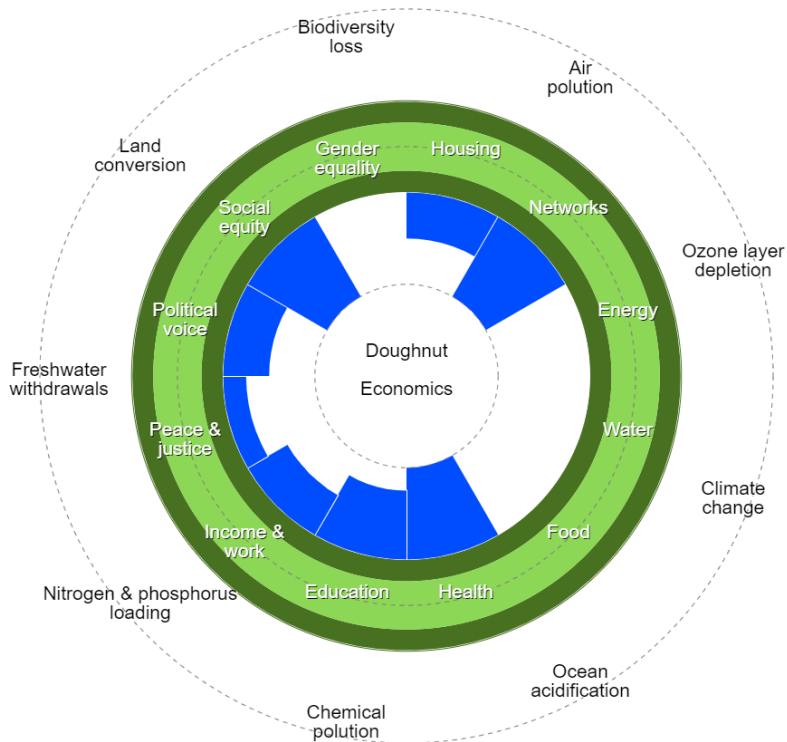 Biodiversity
loss
Air
polution
Land
conversion
Gender
equality
Housing
Social
equity
Networks
Ozone layer
depletion
Political
voice
Energy
Doughnut
Economics
Freshwater
withdrawals
Peace &
justice
Water
Climate
change
Income &
work
Food
Education
Health
Nitrogen & phosphorus
loading
Ocean
acidification
Chemical
polution